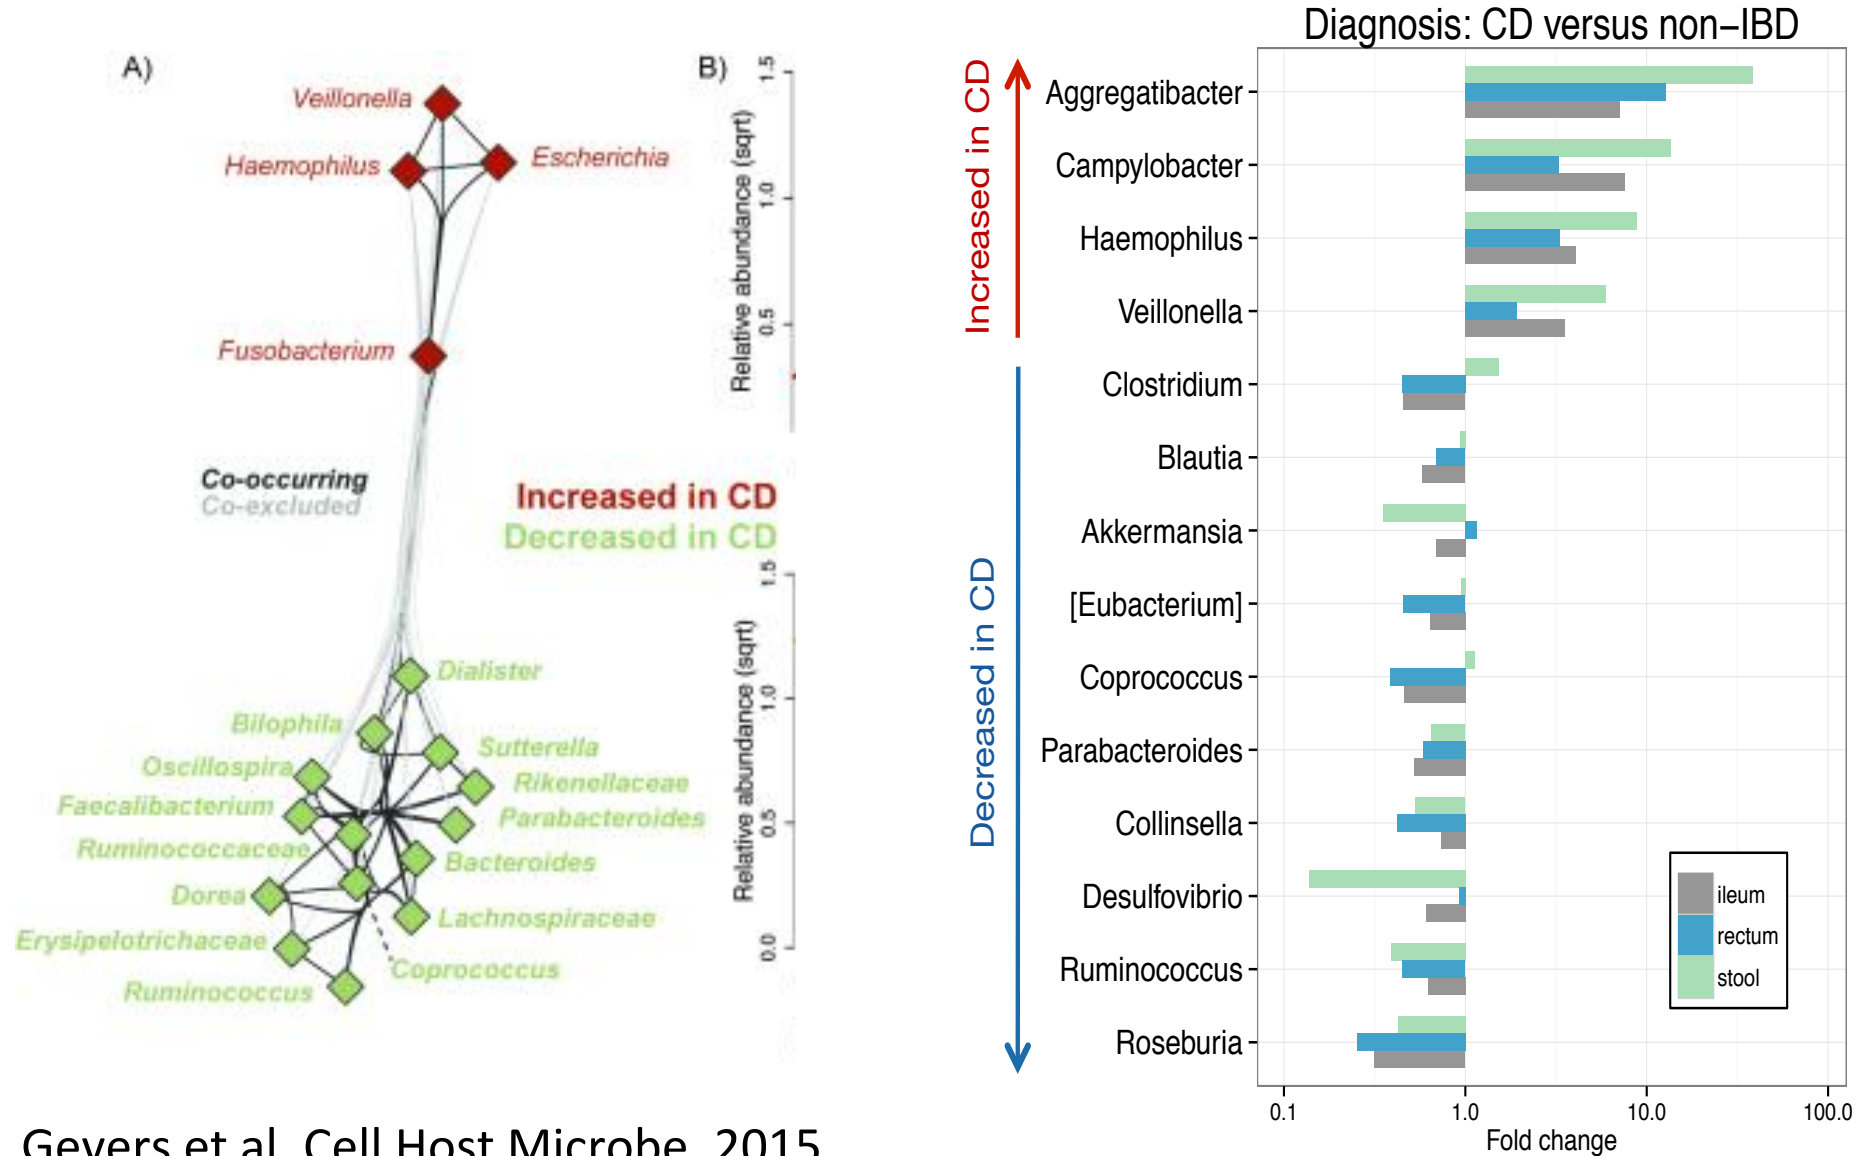 A)
Veillonella
Haemophilus
Escherichia
Fusobacterium
Co-occurring
Co-excluded
Increased in CD
Decreased in CD
Dialister
Bilophila
Sutterella
Oscillospira
Rikenellaceae
Faecalibacterium
Parabacteroides
Ruminococcaceae
Bacteroides
Dorea
Lachnospiraceae
Erysipelotrichaceae
Coprococcus
Ruminococcus
B)
Relative abundance (sqrt)
1.5
1.0
0.5
Relative abundance (sqrt)
1.5
1.0
0.5
0.0
Increased in CD
Decreased in CD
Diagnosis: CD versus non-IBD
Aggregatibacter
Campylobacter
Haemophilus
Veillonella
Clostridium
Blautia
Akkermansia
[Eubacterium]
Coprococcus
Parabacteroides
Collinsella
Desulfovibrio
Ruminococcus
Roseburia
ileum
rectum
stool
0.1 1.0 10.0 100.0
Fold change
Gevers et al. Cell Host Microbe, 2015